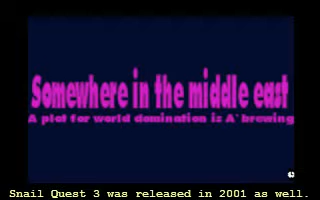 Somewhere in the middle east
A plot for world domination is A`brewing
Snail Quest 3 was released in 2001 as well.